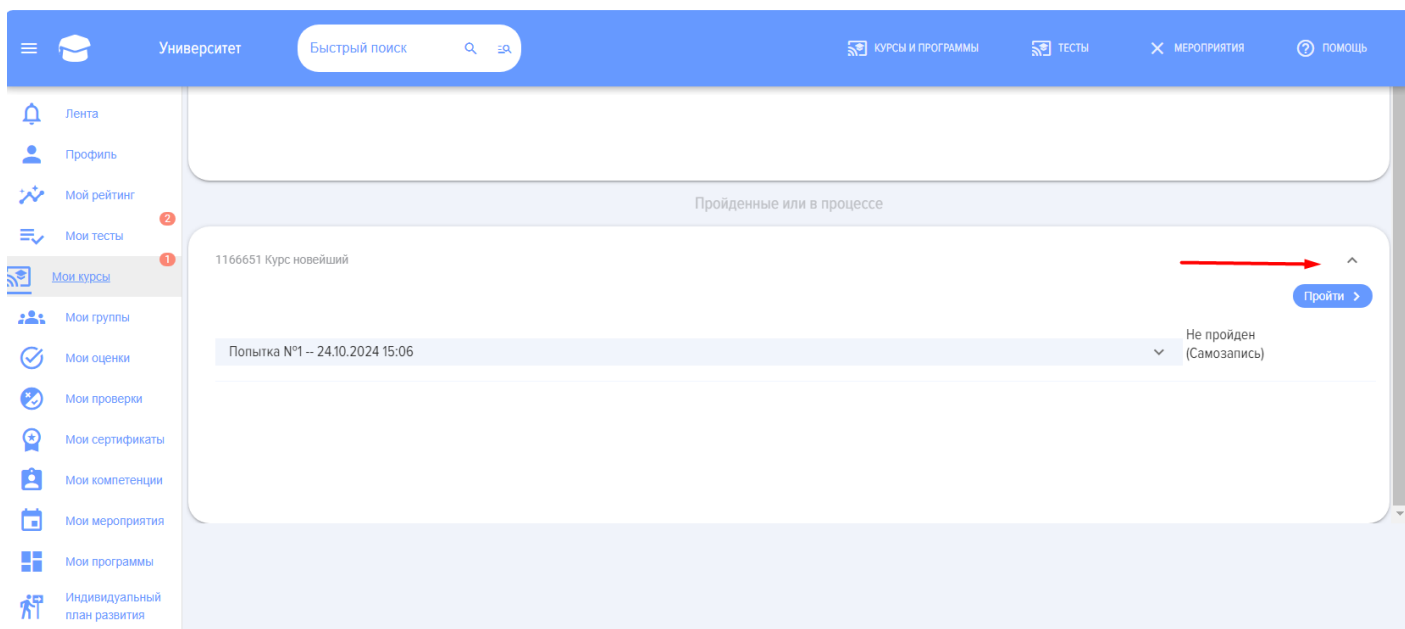 Университет
Быстрый поиск
КУРСЫ И ПРОГРАММЫ
ТЕСТЫ
МЕРОПРИЯТИЯ
ПОМОЩЬ
Лента
Профиль
Мой рейтинг
2
Мои тесты
1
Мои курсы
Мои группы
Мои оценки
Мои проверки
Мои сертификаты
Мои компетенции
Мои мероприятия
Мои программы
Индивидуальный
план развития
Пройденные или в процессе
1166651 Курс новейший
Пройти
Попытка №1 -- 24.10.2024 15:06
Не пройден
(Самозапись)